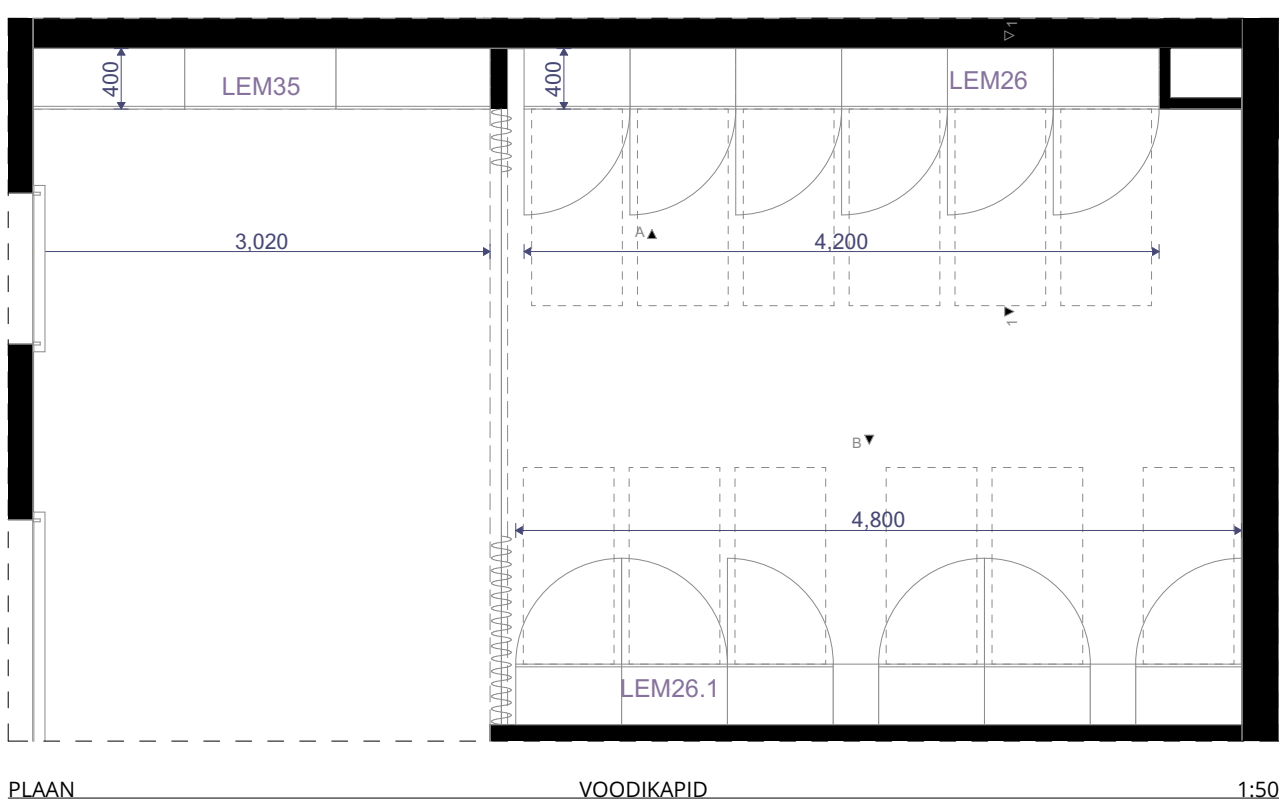 1
400
LEM35
400
LEM26
3,020
A
4,200
1
B
4,800
LEM26.1
PLAAN VOODIKAPID 1:50